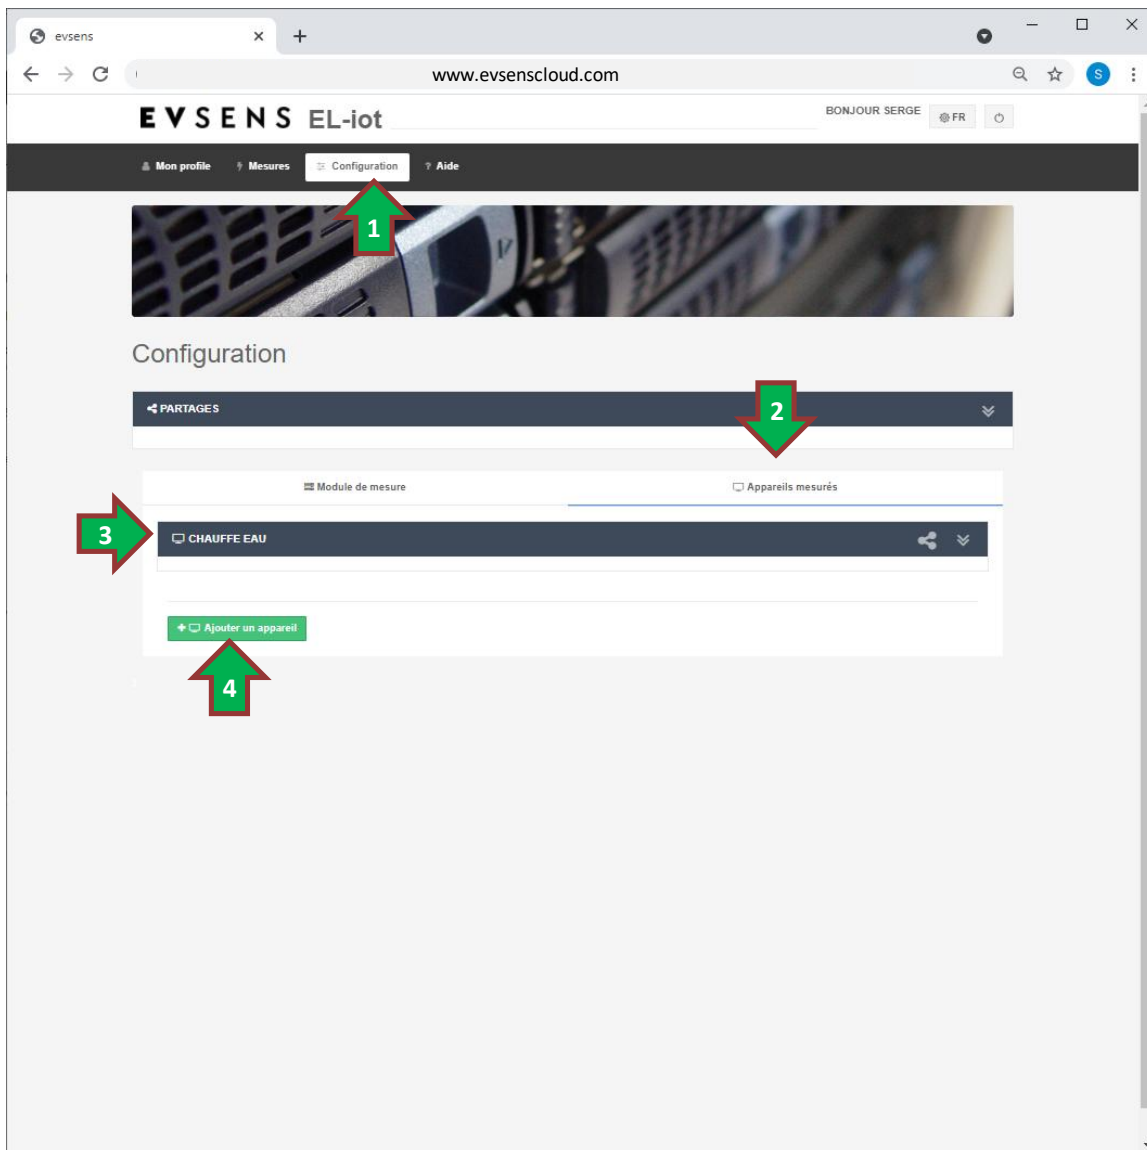 evsens
www.evsenscloud.com
S
EVSENS EL-iot
BONJOUR SERGE
FR
Mon profile Mesures Configuration ? Aide
1
Configuration
PARTAGES
2
Module de mesure Appareils mesurés
3
CHAUFFE EAU
+ Ajouter un appareil
4